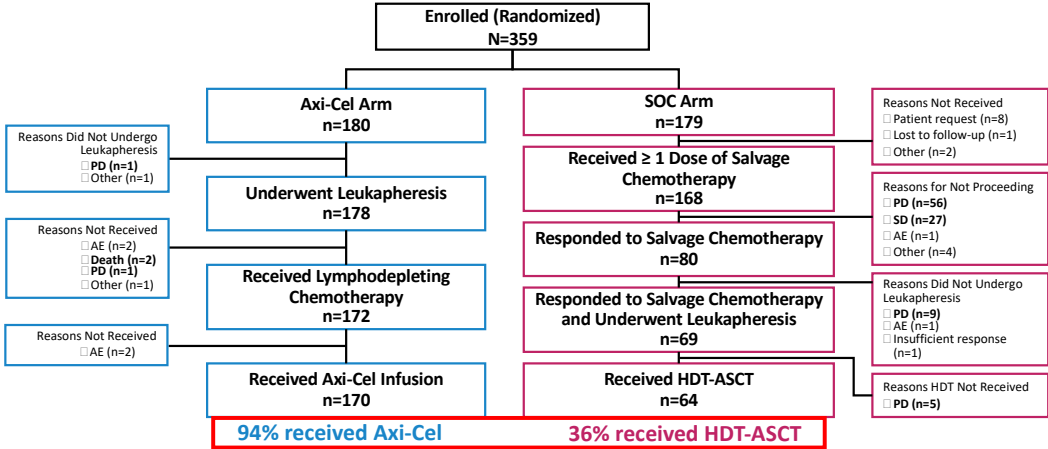 Enrolled (Randomized)
N=359
Axi-Cel Arm
n=180
Reasons Did Not Undergo
Leukapheresis
□ PD (n=1)
□ Other (n=1)
Underwent Leukapheresis
n=178
Reasons Not Received
□ AE (n=2)
□ Death (n=2)
□ PD (n=1)
□ Other (n=1)
Received Lymphodepleting
Chemotherapy
n=172
Reasons Not Received
□ AE (n=2)
Received Axi-Cel Infusion
n=170
SOC Arm
n=179
Reasons Not Received
□ Patient request (n=8)
□ Lost to follow-up (n=1)
□ Other (n=2)
Received ≥ 1 Dose of Salvage
Chemotherapy
n=168
Reasons for Not Proceeding
□ PD (n=56)
□ SD (n=27)
□ AE (n=1)
□ Other (n=4)
Responded to Salvage Chemotherapy
n=80
Reasons Did Not Undergo
Leukapheresis
□ PD (n=9)
□ AE (n=1)
□ Insufficient response
(n=1)
Responded to Salvage Chemotherapy
and Underwent Leukapheresis
n=69
Reasons HDT Not Received
□ PD (n=5)
Received HDT-ASCT
n=64
94% received Axi-Cel
36% received HDT-ASCT